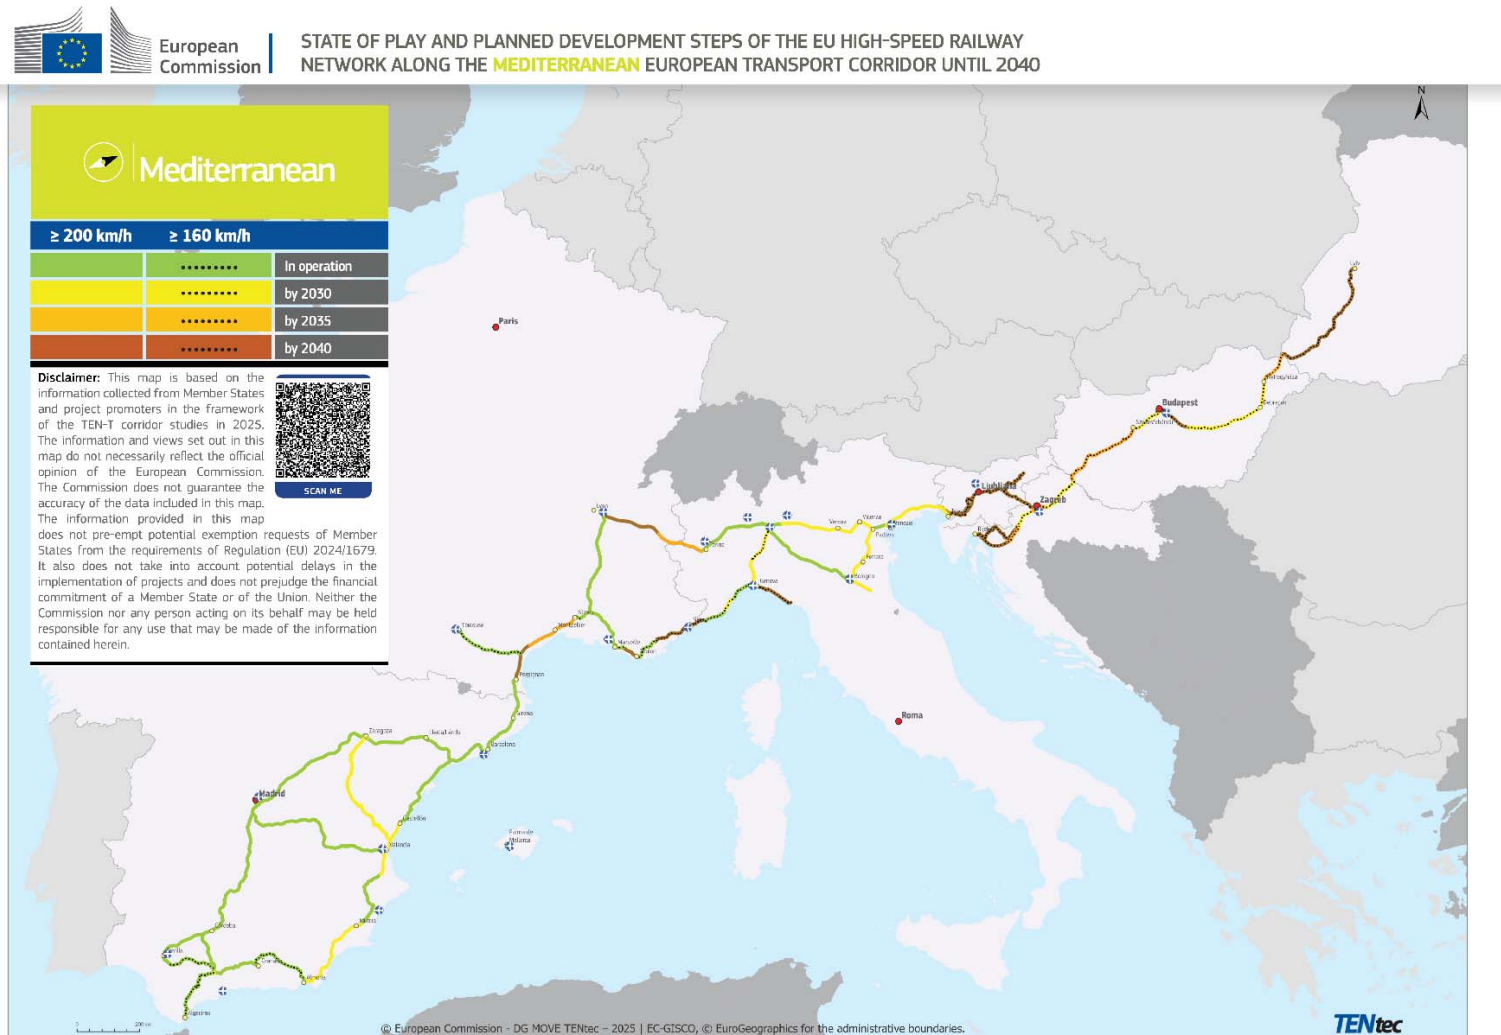 European
Commission
STATE OF PLAY AND PLANNED DEVELOPMENT STEPS OF THE EU HIGH-SPEED RAILWAY
NETWORK ALONG THE MEDITERRANEAN EUROPEAN TRANSPORT CORRIDOR UNTIL 2040
N
Mediterranean
≥ 200 km/h ≥ 160 km/h
In operation
by 2030
by 2035
by 2040
Disclaimer: This map is based on the
information collected from Member States
and project promoters in the framework
of the TEN-T corridor studies in 2025.
The information and views set out in this
map do not necessarily reflect the official
opinion of the European Commission.
The Commission does not guarantee the
accuracy of the data included in this map.
The information provided in this map
does not pre-empt potential exemption requests of Member
States from the requirements of Regulation (EU) 2024/1679.
It also does not take into account potential delays in the
implementation of projects and does not prejudge the financial
commitment of a Member State or of the Union. Neither the
Commission nor any person acting on its behalf may be held
responsible for any use that may be made of the information
contained herein.
SCAN ME
Paris
Budapest
Ljubljana
Zagreb
Verona
Padova
Ferrara
Bologna
Genova
Toulouse
Montpellier
Marseille
Perpignan
Girona
Roma
Zaragoza
Barcelona
Madrid
Castellón
Palma de
Mallorca
Valencia
Murcia
Córdoba
Sevilla
Granada
Almería
Algeciras
© European Commission - DG MOVE TENtec – 2025 | EC-GISCO, © EuroGeographics for the administrative boundaries.
TENtec